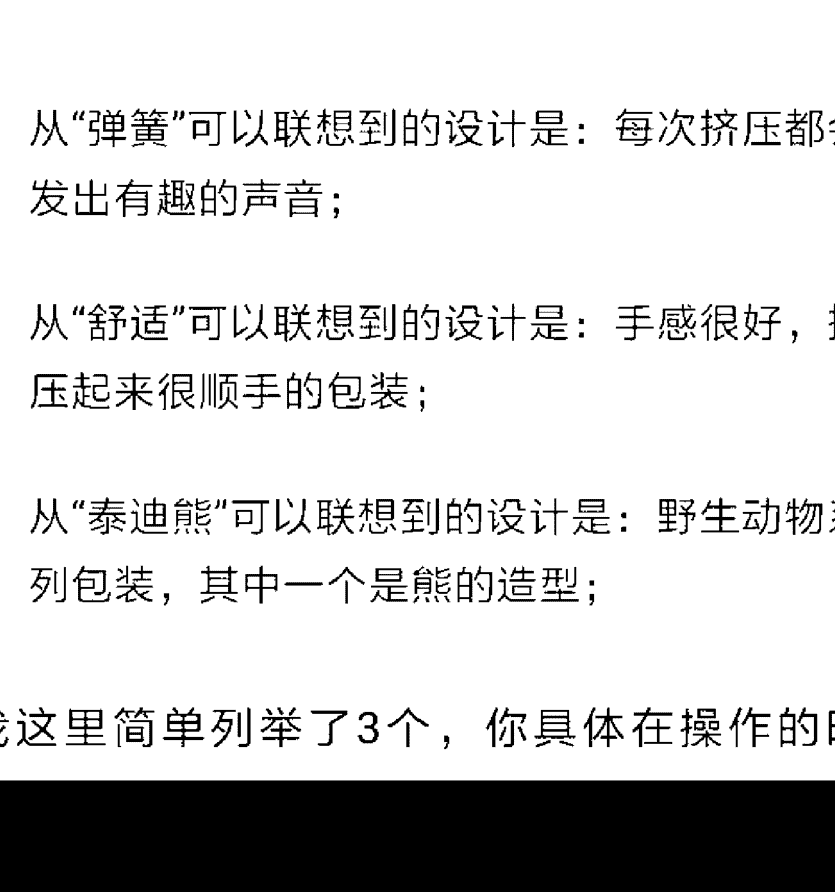 从“弹簧”可以联想到的设计是：每次挤压都
发出有趣的声音；
从“舒适”可以联想到的设计是：手感很好，
压起来很顺手的包装；
从“泰迪熊”可以联想到的设计是：野生动物
列包装，其中一个是熊的造型；
这里简单列举了3个，你具体在操作的